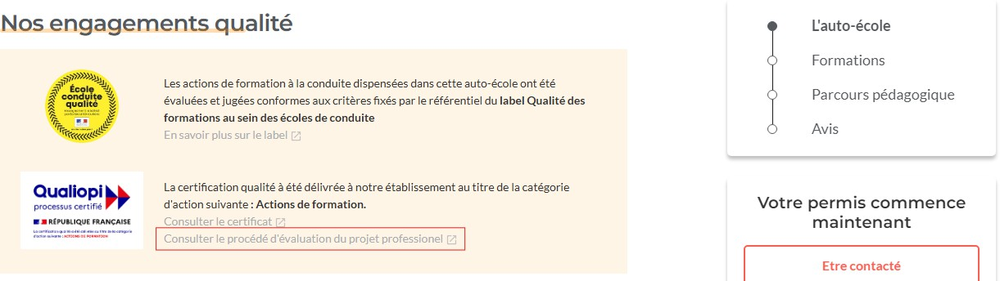 Nos engagements qualité
École
conduite
qualité
Les actions de formation à la conduite dispensées dans cette auto-école ont été
évaluées et jugées conformes aux critères fixés par le référentiel du label Qualité des
formations au sein des écoles de conduite
En savoir plus sur le label
Qualiopi
processus certifié
RÉPUBLIQUE FRANÇAISE
La certification qualité a été délivrée au titre de la catégorie
d'action suivante : ACTIONS DE FORMATION
La certification qualité à été délivrée à notre établissement au titre de la catégorie
d'action suivante : Actions de formation.
Consulter le certificat
Consulter le procédé d'évaluation du projet professionel
L'auto-école
Formations
Parcours pédagogique
Avis
Votre permis commence
maintenant
Etre contacté